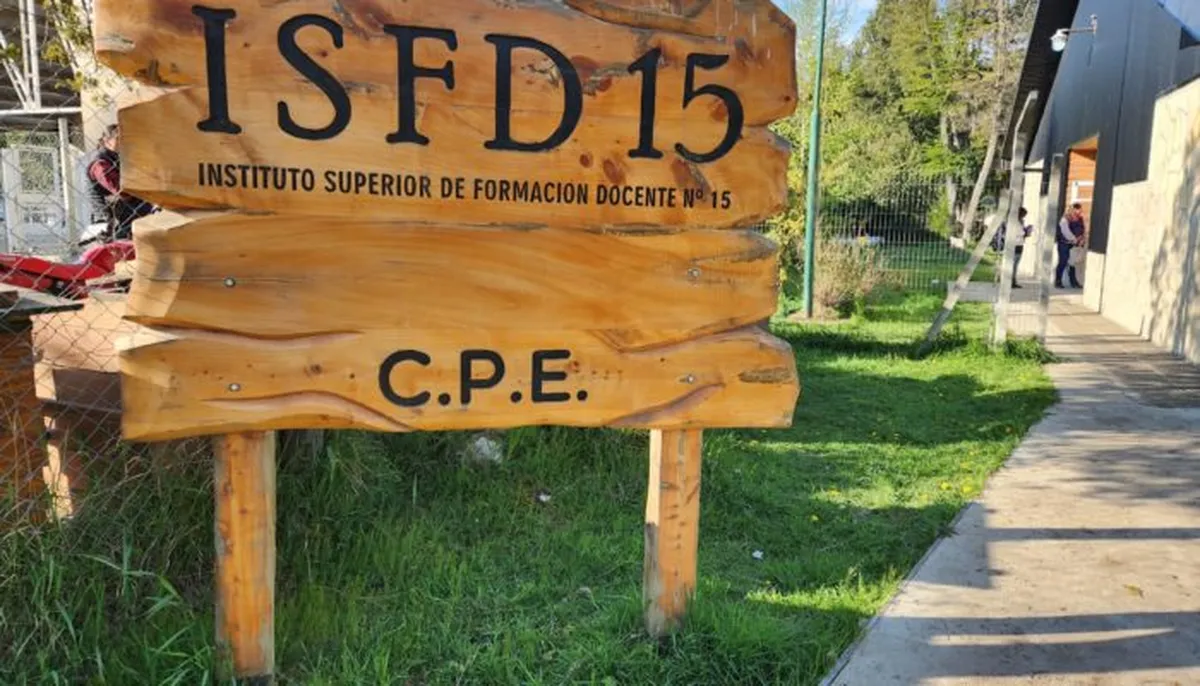 ISFD 15
INSTITUTO SUPERIOR DE FORMACION DOCENTE Nº 15
C.P.E.